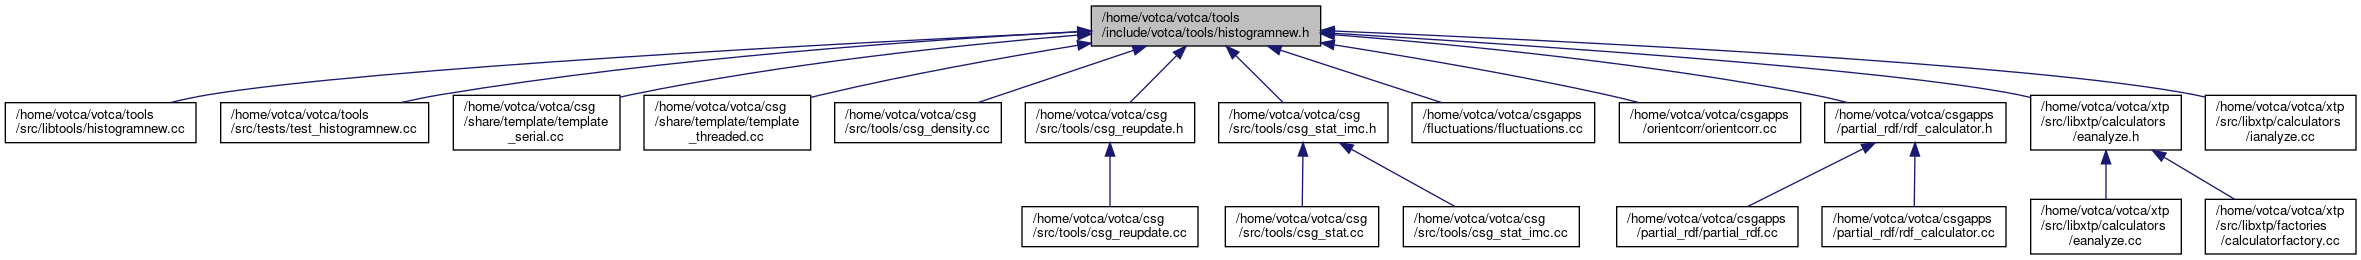 /home/votca/votca/tools
/include/votca/tools/histogramnew.h
/home/votca/votca/tools
/src/libtools/histogramnew.cc
/home/votca/votca/tools
/src/tests/test_histogramnew.cc
/home/votca/votca/csg
/share/template/template
_serial.cc
/home/votca/votca/csg
/share/template/template
_threaded.cc
/home/votca/votca/csg
/src/tools/csg_density.cc
/home/votca/votca/csg
/src/tools/csg_reupdate.h
/home/votca/votca/csg
/src/tools/csg_stat_imc.h
/home/votca/votca/csgapps
/fluctuations/fluctuations.cc
/home/votca/votca/csgapps
/orientcorr/orientcorr.cc
/home/votca/votca/csgapps
/partial_rdf/rdf_calculator.h
/home/votca/votca/xtp
/src/libxtp/calculators
/eanalyze.h
/home/votca/votca/xtp
/src/libxtp/calculators
/ianalyze.cc
/home/votca/votca/csg
/src/tools/csg_reupdate.cc
/home/votca/votca/csg
/src/tools/csg_stat.cc
/home/votca/votca/csg
/src/tools/csg_stat_imc.cc
/home/votca/votca/csgapps
/partial_rdf/partial_rdf.cc
/home/votca/votca/csgapps
/partial_rdf/rdf_calculator.cc
/home/votca/votca/xtp
/src/libxtp/calculators
/eanalyze.cc
/home/votca/votca/xtp
/src/libxtp/factories
/calculatorfactory.cc